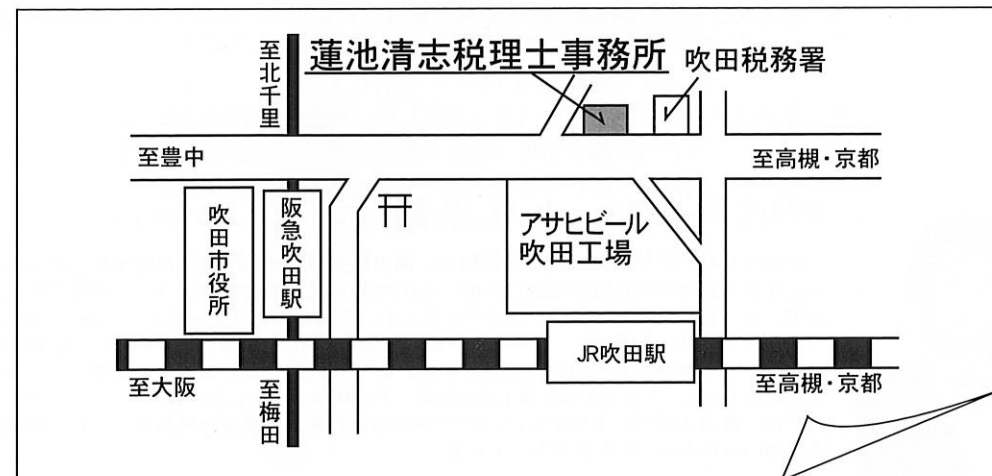 至北千里
蓮池清志税理士事務所
吹田税務署
至豊中
至高槻・京都
吹田市役所
阪急吹田駅
アサヒビール
吹田工場
JR吹田駅
至大阪
至梅田
至高槻・京都